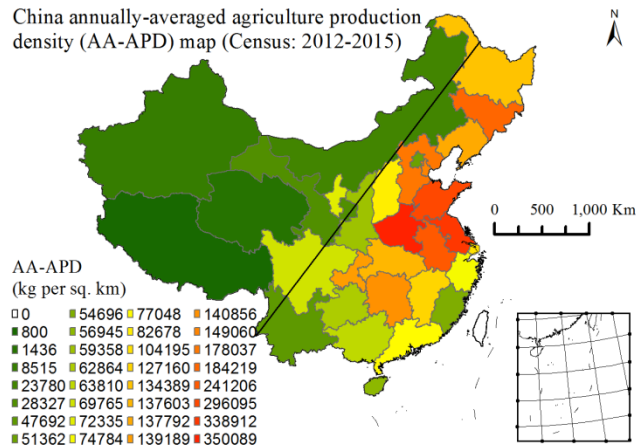 China annually-averaged agriculture production
density (AA-APD) map (Census: 2012-2015)
N
0 500 1,000 Km
AA-APD
(kg per sq. km)
0 54696 77048 140856
800 56945 82678 149060
1436 59358 104195 178037
8515 62864 127160 184219
23780 63810 134389 241206
28327 69765 137603 296095
47692 72335 137792 338912
51362 74784 139189 350089